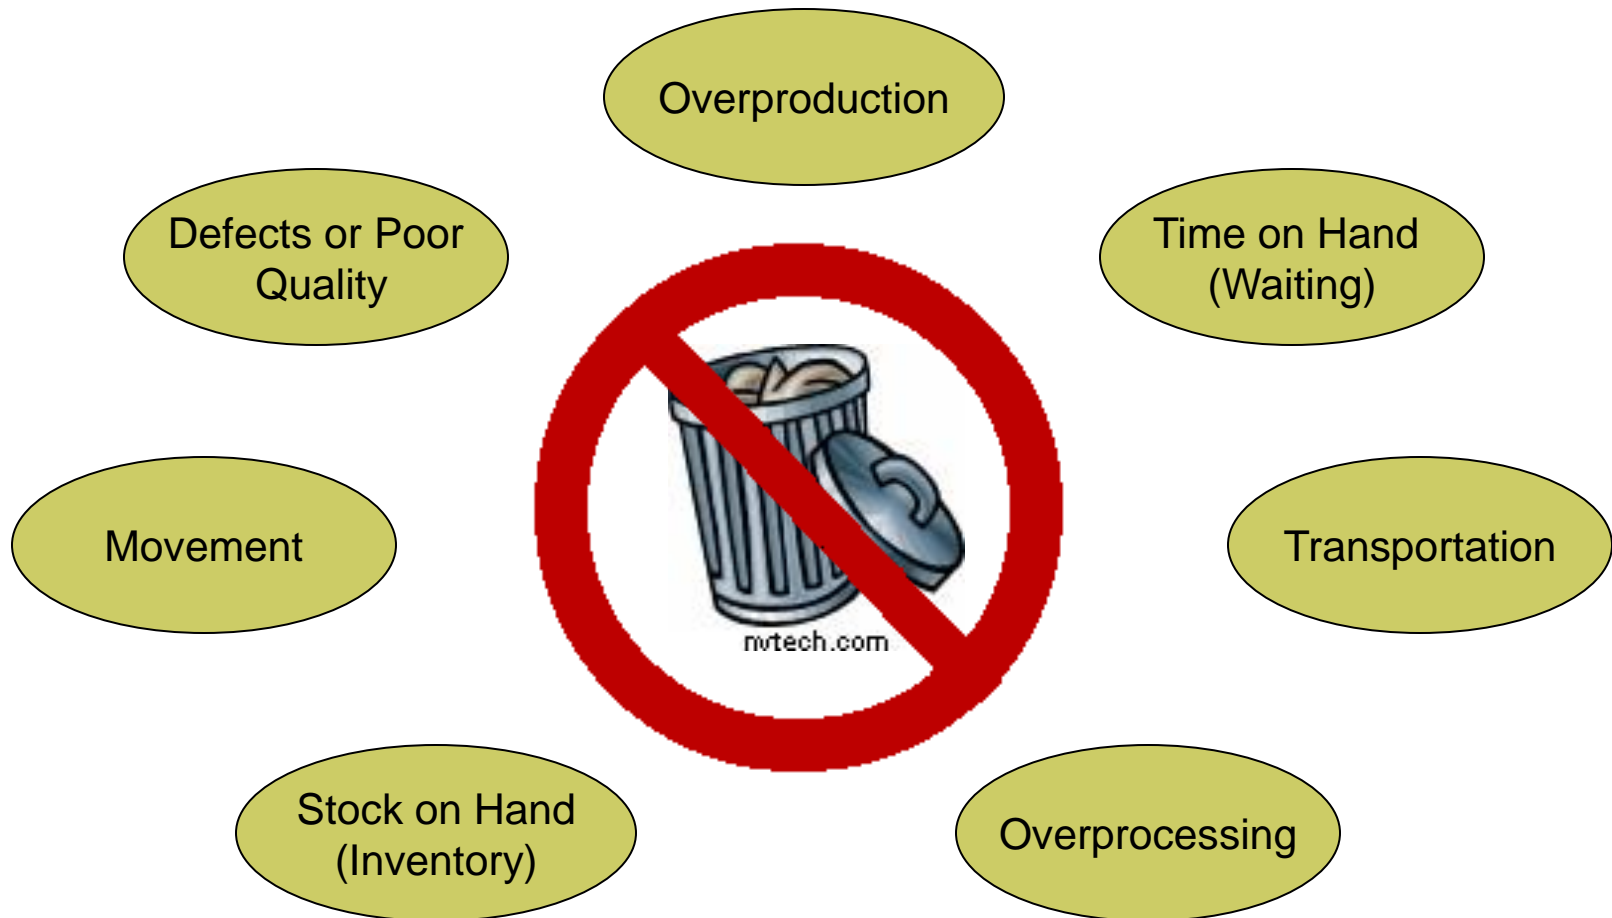 Overproduction
Defects or Poor
Quality
Time on Hand
(Waiting)
Movement
Transportation
nvtech.com
Stock on Hand
(Inventory)
Overprocessing